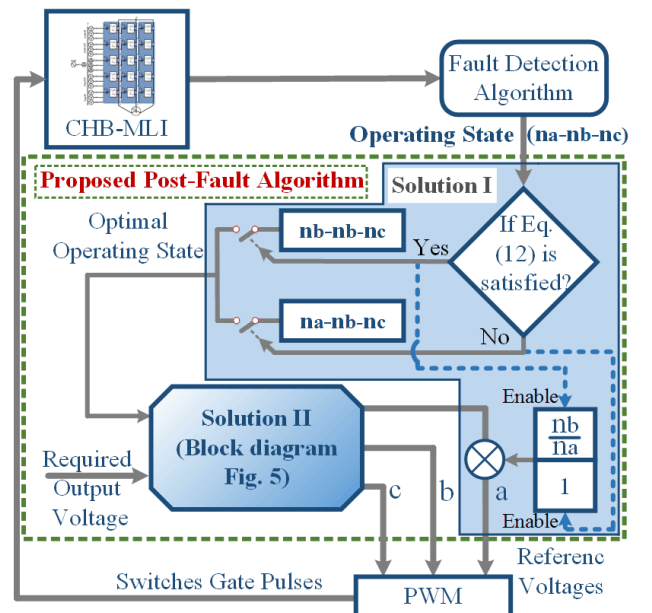 CHB-MLI
Fault Detection
Algorithm
Operating State (na-nb-nc)
Proposed Post-Fault Algorithm
Solution I
Optimal
Operating State
nb-nb-nc
Yes
If Eq.
(12) is
satisfied?
na-nb-nc
No
Enable
nb
na
1
Enable
Solution II
(Block diagram
Fig. 5)
Required
Output
Voltage
c
b
a
Referenc
Voltages
Switches Gate Pulses
PWM